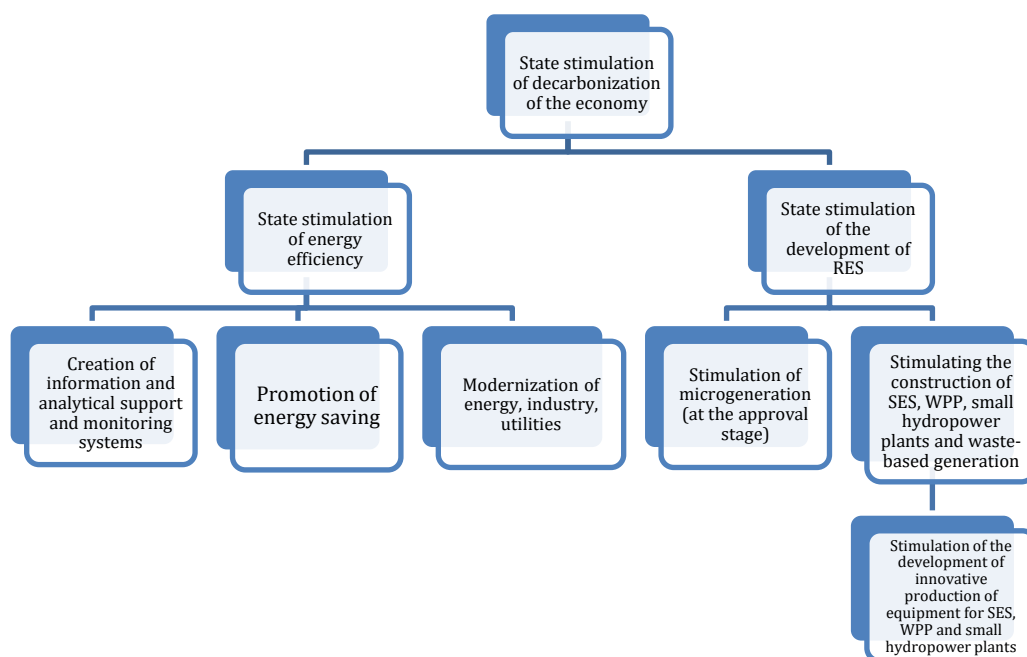 State stimulation
of decarbonization
of the economy
State stimulation
of energy
efficiency
State stimulation
of the
development of
RES
Creation of
information and
analytical support
and monitoring
systems
Promotion of
energy saving
Modernization of
energy, industry,
utilities
Stimulation of
microgeneration
(at the approval
stage)
Stimulating the
construction of
SES, WPP, small
hydropower
plants and waste-
based generation
Stimulation of the
development of
innovative
production of
equipment for SES,
WPP and small
hydropower plants